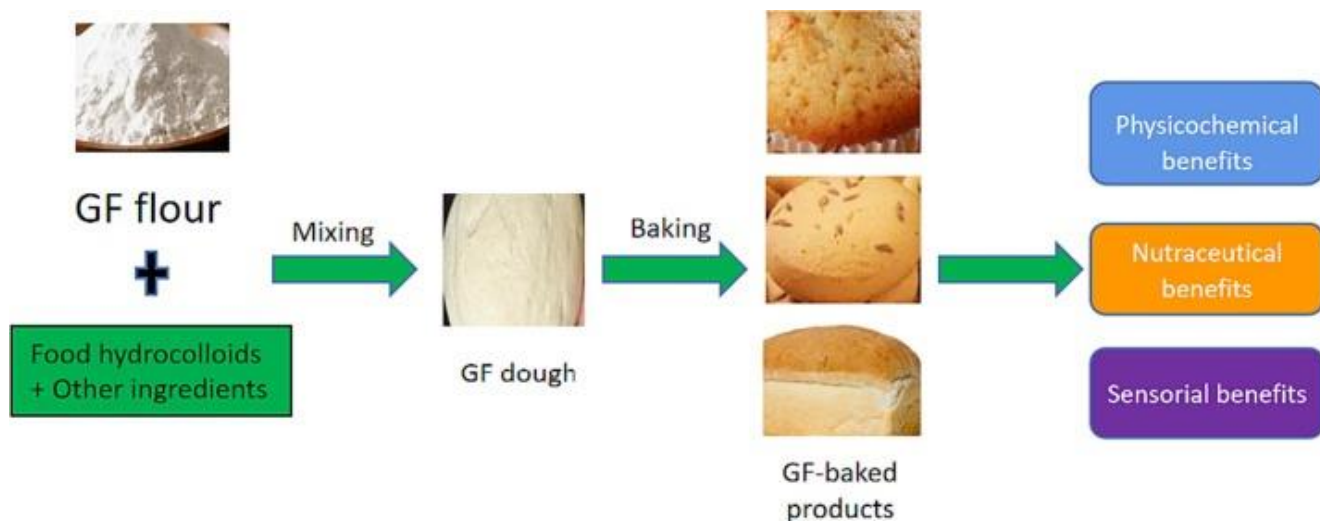 GF flour
Food hydrocolloids
+ Other ingredients
Mixing
GF dough
Baking
GF-baked
products
Physicochemical
benefits
Nutraceutical
benefits
Sensorial benefits